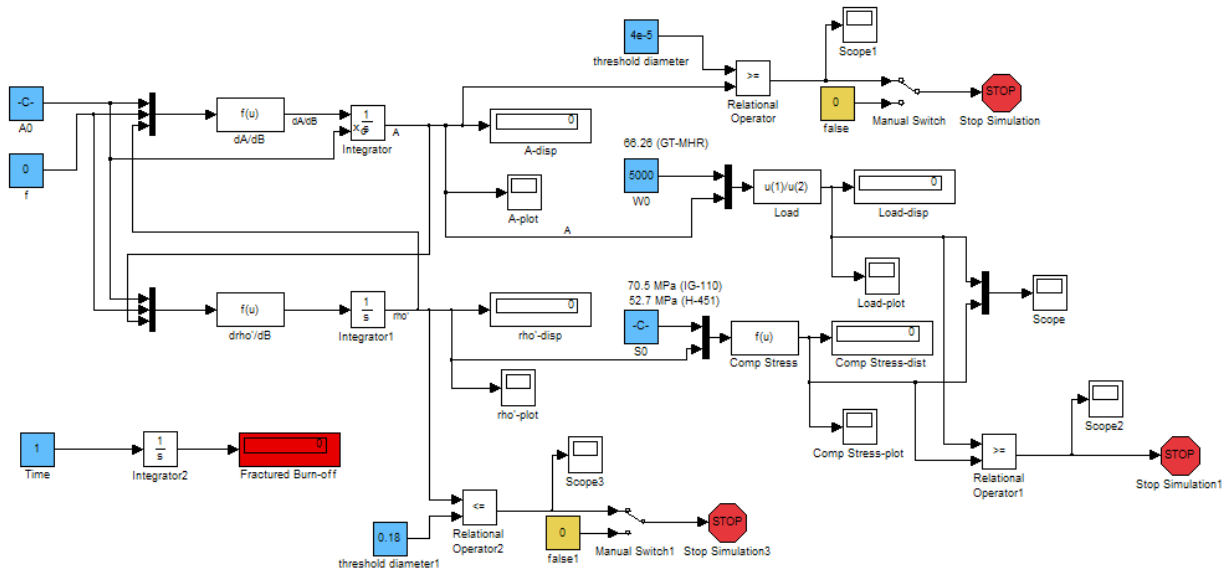 4e-5
threshold diameter
Scope1
>=
Relational
Operator
0
false
Manual Switch
STOP
Stop Simulation
-C-
A0
f(u)
dA/dB
dA/dB
1
s
Integrator
A
0
A-disp
0
f
A-plot
66.26 (GT-MHR)
5000
W0
A
u(1)/u(2)
Load
0
Load-disp
Load-plot
Scope
f(u)
drho'/dB
1
s
Integrator1
rho'
0
rho'-disp
rho'-plot
70.5 MPa (IG-110)
52.7 MPa (H-451)
-C-
S0
f(u)
Comp Stress
0
Comp Stress-dist
Comp Stress-plot
Scope2
>=
Relational
Operator1
STOP
Stop Simulation1
1
Time
1
s
Integrator2
0
Fractured Burn-off
Scope3
<=
Relational
Operator2
0.18
threshold diameter1
0
false1
Manual Switch1
STOP
Stop Simulation3